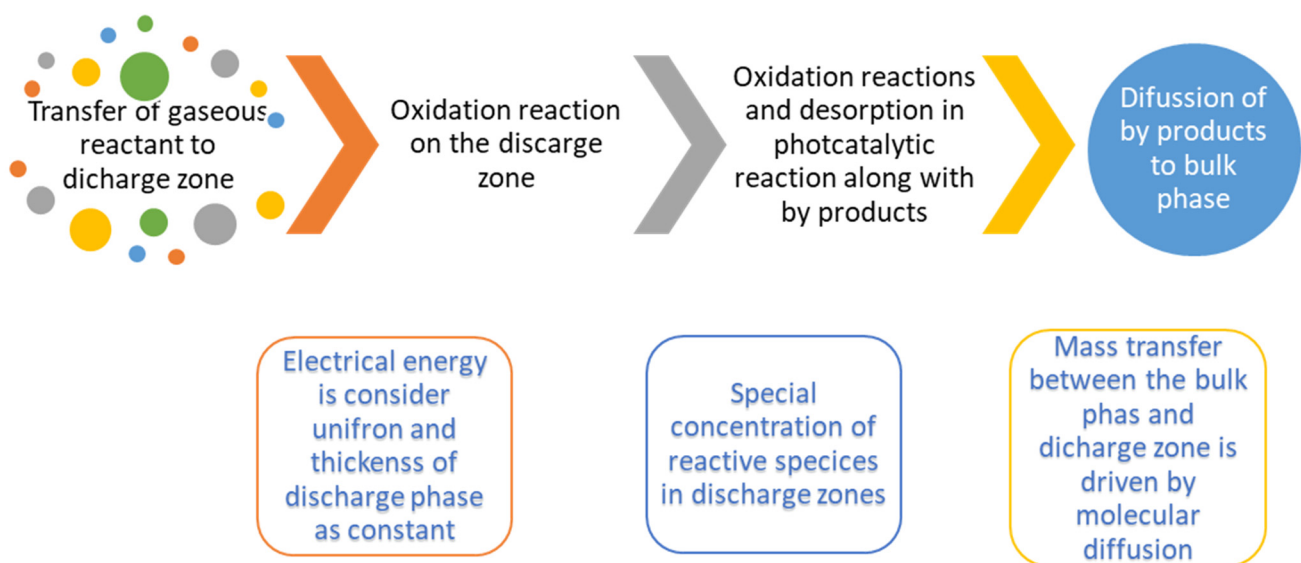 Transfer of gaseous
reactant to
dicharge zone
Oxidation reaction
on the discarge
zone
Oxidation reactions
and desorption in
photcatalytic
reaction along with
by products
Difussion of
by products
to bulk
phase
Electrical energy
is consider
unifron and
thickenss of
discharge phase
as constant
Special
concentration of
reactive specices
in discharge zones
Mass transfer
between the bulk
phas and
dicharge zone is
driven by
molecular
diffusion